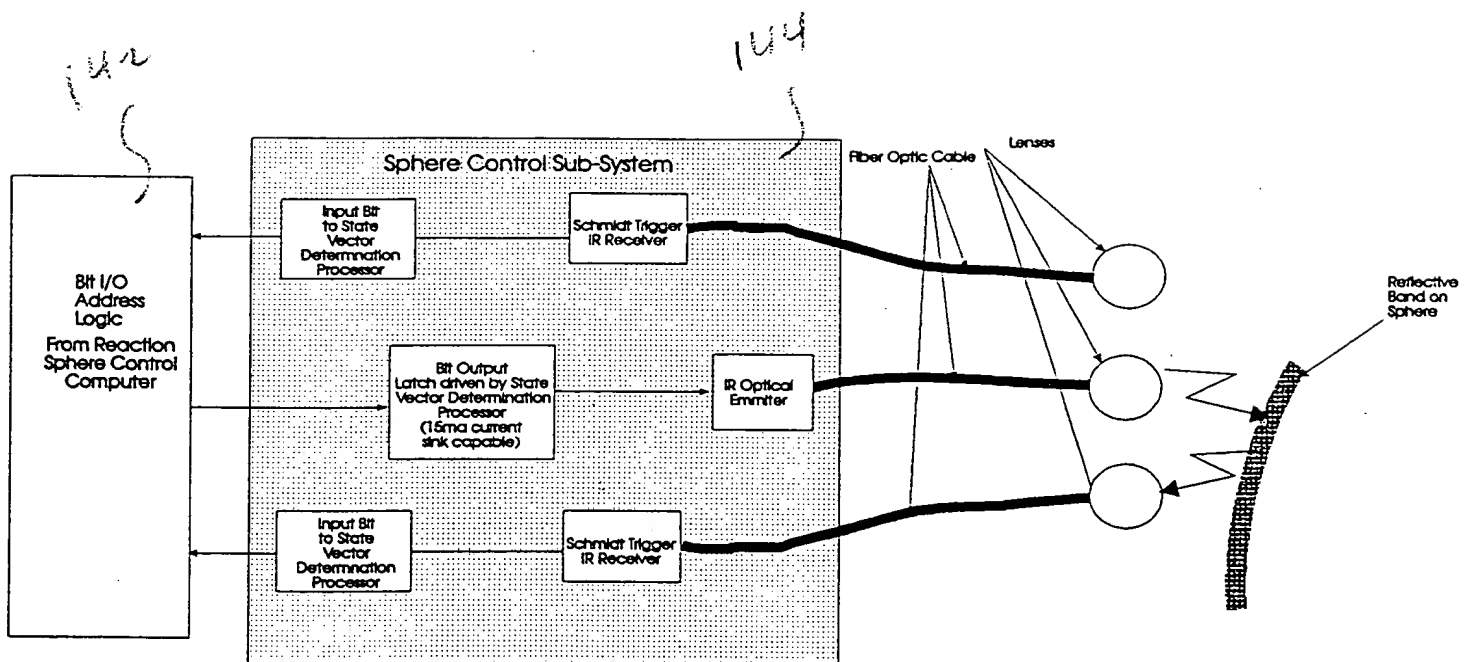 142
144
Sphere Control Sub-System
Fiber Optic Cable
Lenses
Input Bit
to State
Vector
Determnation
Processor
Schmidt Trigger
IR Receiver
Bit I/O
Address
Logic
From Reaction
Sphere Control
Computer
Reflective
Band on
Sphere
Bit Output
Latch driven by State
Vector Determination
Processor
(15ma current
sink capable)
IR Optical
Emmiter
Input Bit
to State
Vector
Determnation
Processor
Schmidt Trigger
IR Receiver